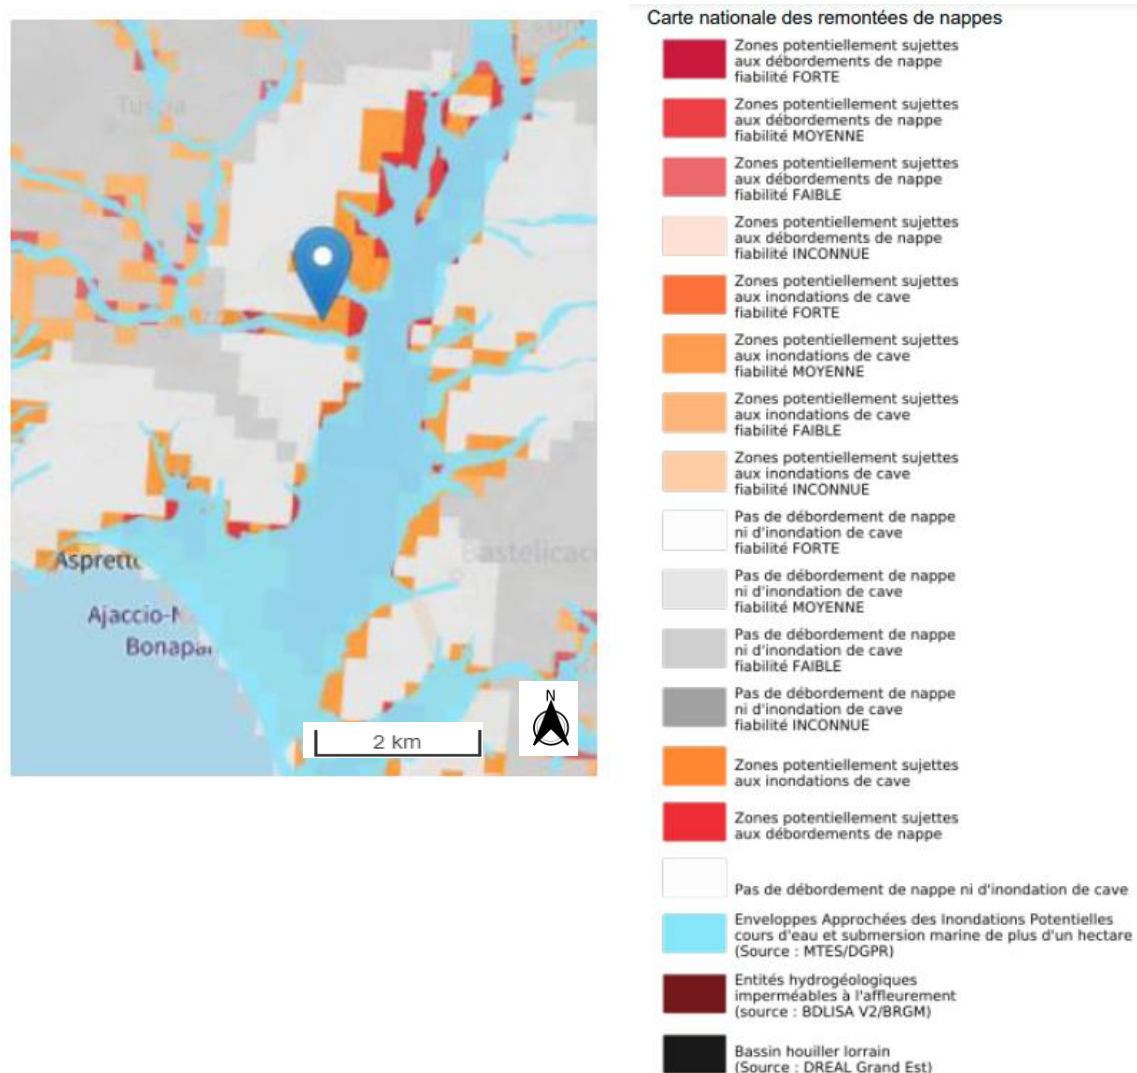 Carte nationale des remontées de nappes
Zones potentiellement sujettes
aux débordements de nappe
fiabilité FORTE
Zones potentiellement sujettes
aux débordements de nappe
fiabilité MOYENNE
Zones potentiellement sujettes
aux débordements de nappe
fiabilité FAIBLE
Zones potentiellement sujettes
aux débordements de nappe
fiabilité INCONNUE
Zones potentiellement sujettes
aux inondations de cave
fiabilité FORTE
Zones potentiellement sujettes
aux inondations de cave
fiabilité MOYENNE
Zones potentiellement sujettes
aux inondations de cave
fiabilité FAIBLE
Zones potentiellement sujettes
aux inondations de cave
fiabilité INCONNUE
Pas de débordement de nappe
ni d'inondation de cave
fiabilité FORTE
Pas de débordement de nappe
ni d'inondation de cave
fiabilité MOYENNE
Pas de débordement de nappe
ni d'inondation de cave
fiabilité FAIBLE
Pas de débordement de nappe
ni d'inondation de cave
fiabilité INCONNUE
Zones potentiellement sujettes
aux inondations de cave
Zones potentiellement sujettes
aux débordements de nappe
Pas de débordement de nappe ni d'inondation de cave
Enveloppes Approchées des Inondations Potentielles
cours d'eau et submersion marine de plus d'un hectare
(Source : MTES/DGPR)
Entités hydrogéologiques
imperméables à l'affleurement
(source : BDLISA V2/BRGM)
Bassin houiller lorrain
(Source : DREAL Grand Est)
Bastelicac
Asprett
Ajaccio-N
Bonapa
N
2 km